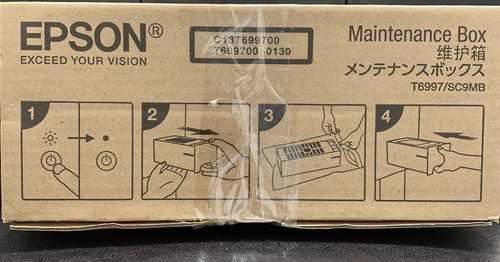 EPSON®
EXCEED YOUR VISION
C13T699700
T699700 0130
Maintenance Box
维护箱
メンテナンスボックス
T6997/SC9MB
1
2
3
4